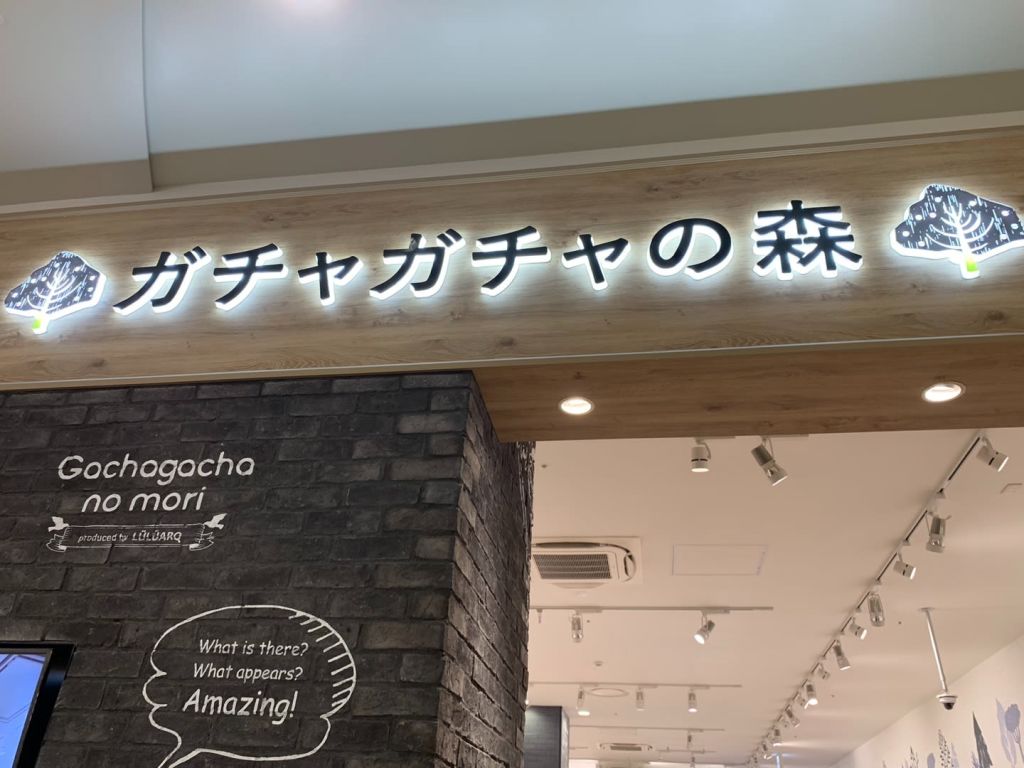 ガチャガチャの森
Gachagacha
no mori
produced by LULUARQ
What is there?
What appears?
Amazing!